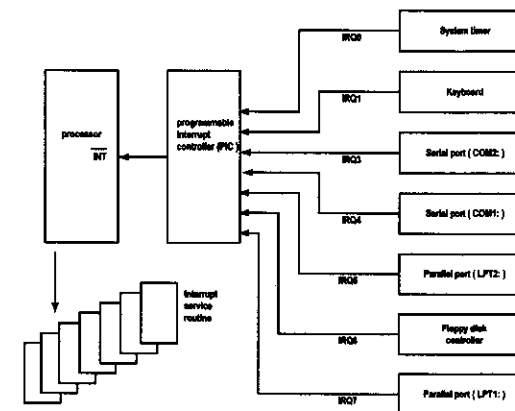 System timer
IRQ0
Keyboard
IRQ1
programmable
interrupt
controller (PIC )
processor
INT
Serial port ( COM2: )
IRQ3
Serial port ( COM1: )
IRQ4
Parallel port ( LPT2: )
IRQ5
Interrupt
service
routine
Floppy disk
controller
IRQ6
Parallel port ( LPT1: )
IRQ7